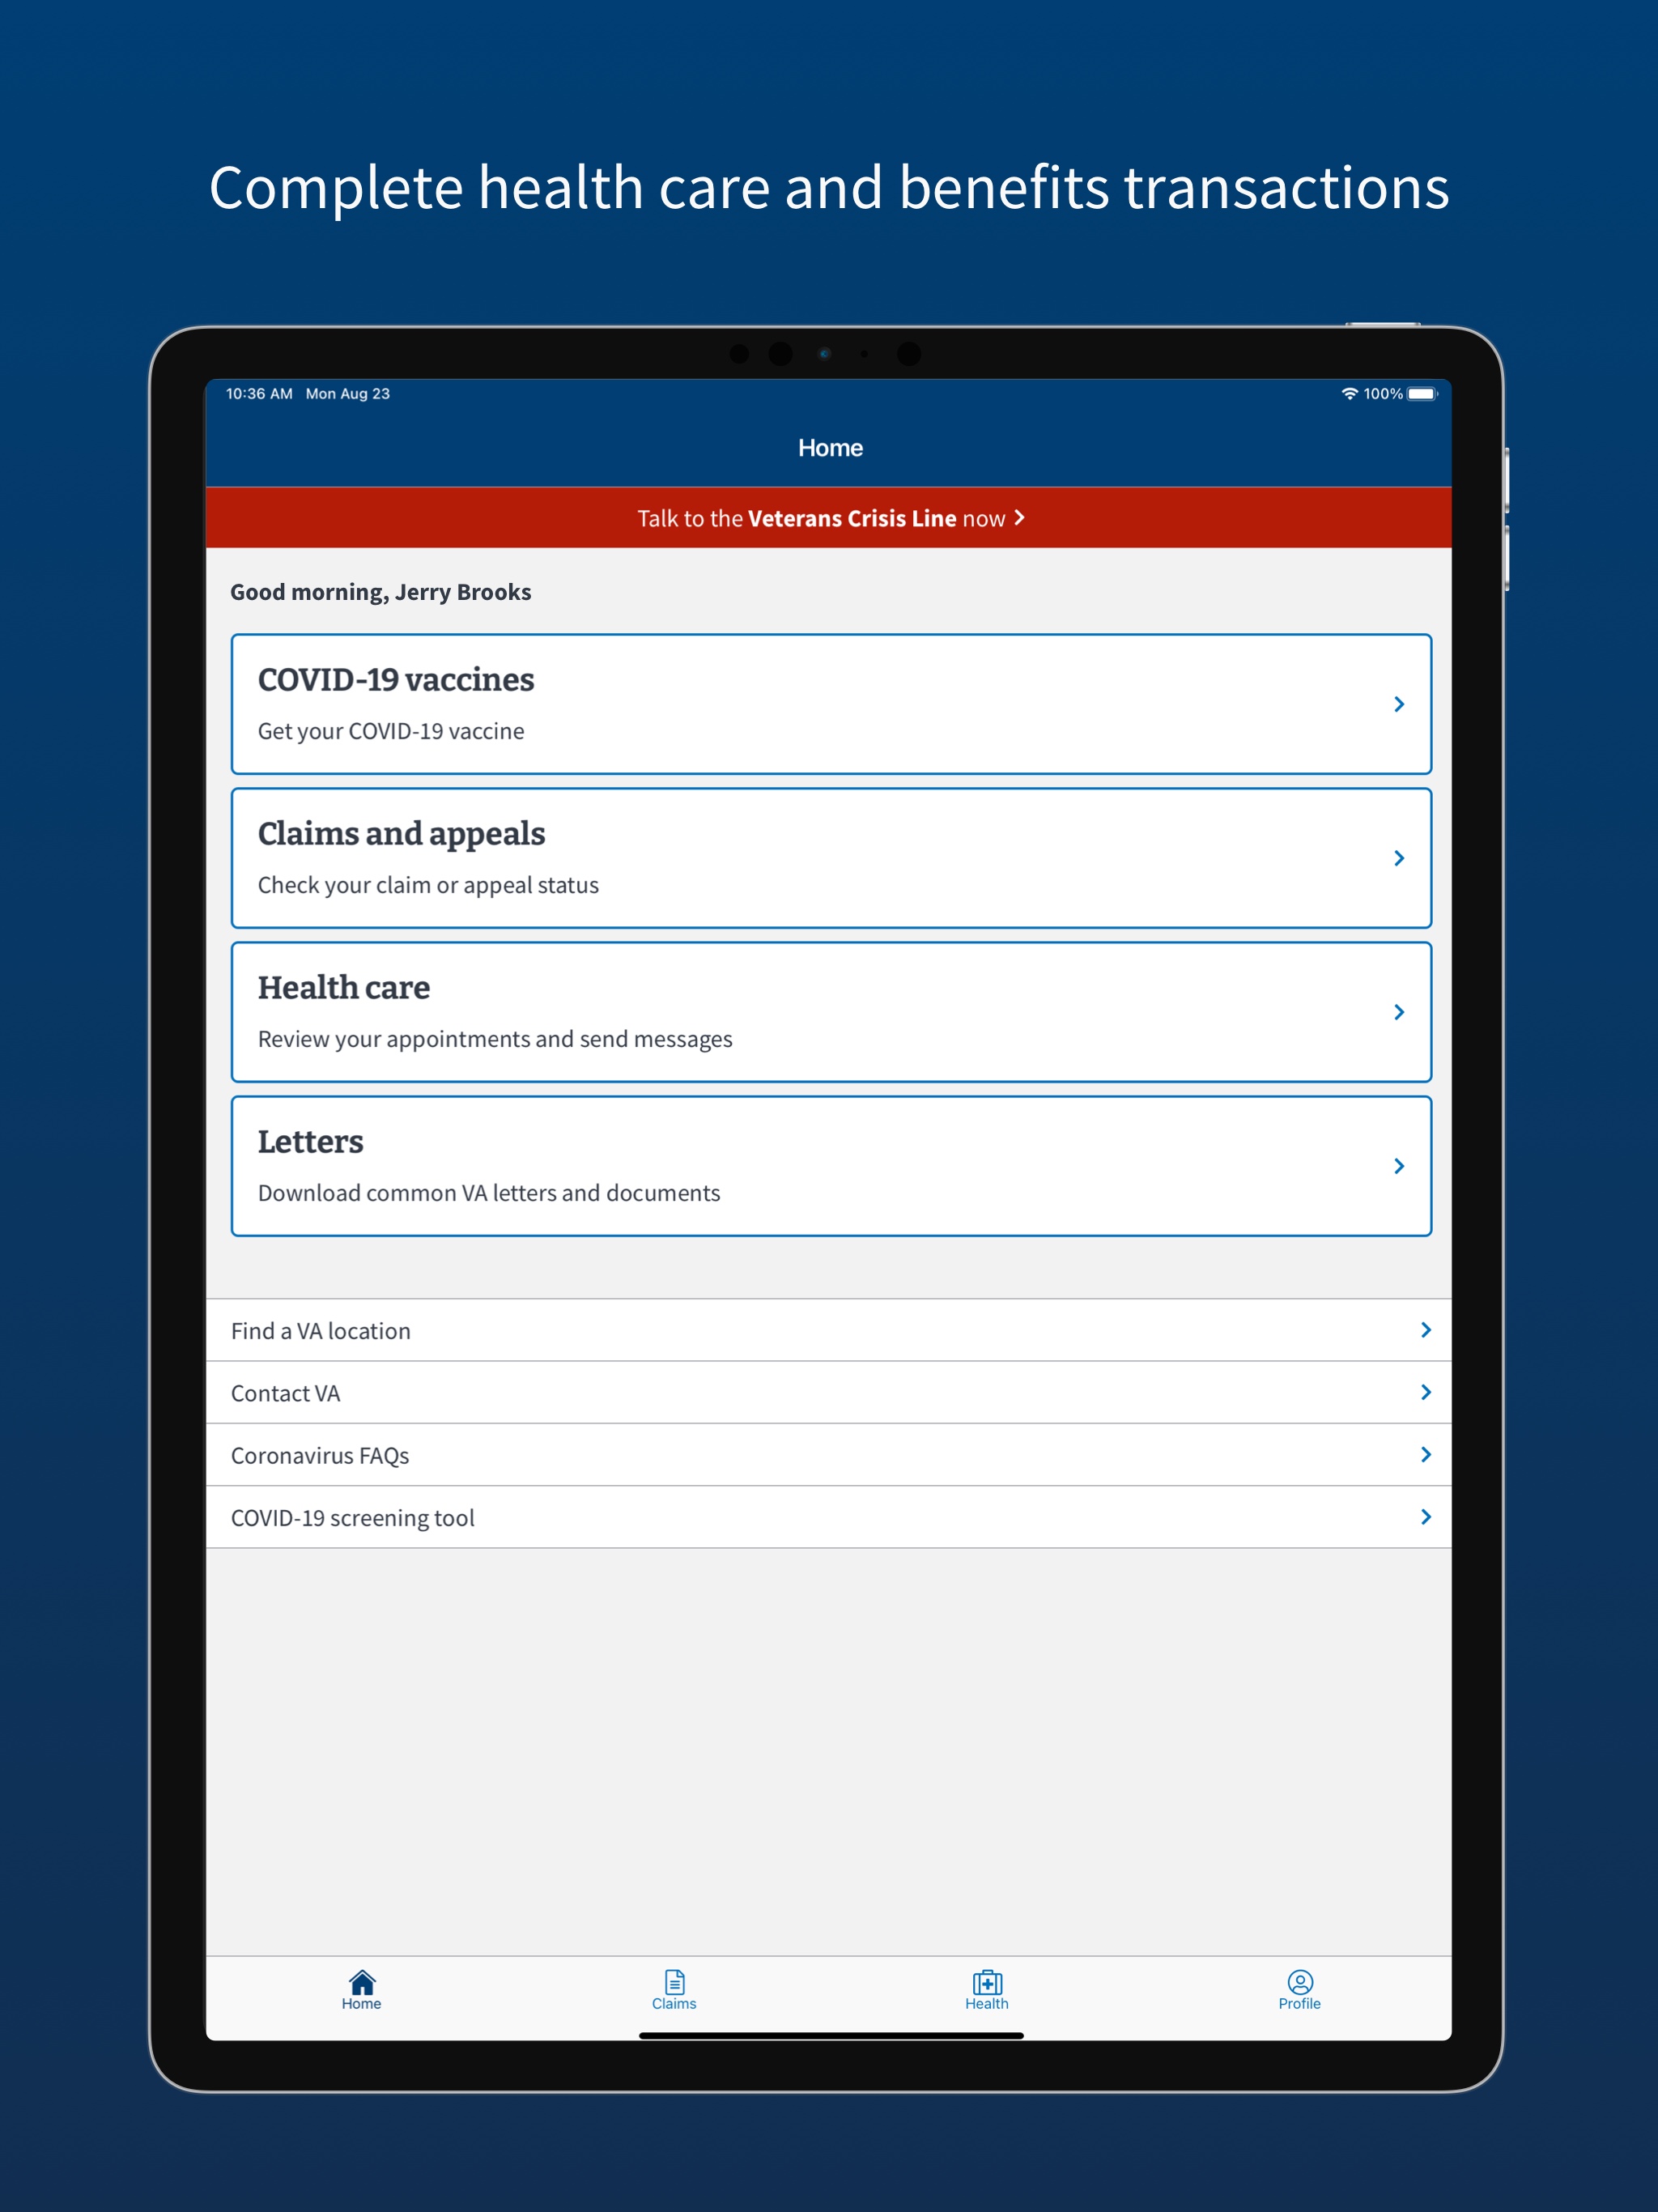 Complete health care and benefits transactions
10:36 AM Mon Aug 23
100%
Home
Talk to the Veterans Crisis Line now
Good morning, Jerry Brooks
COVID-19 vaccines
Get your COVID-19 vaccine
Claims and appeals
Check your claim or appeal status
Health care
Review your appointments and send messages
Letters
Download common VA letters and documents
Find a VA location
Contact VA
Coronavirus FAQs
COVID-19 screening tool
Home
Claims
Health
Profile